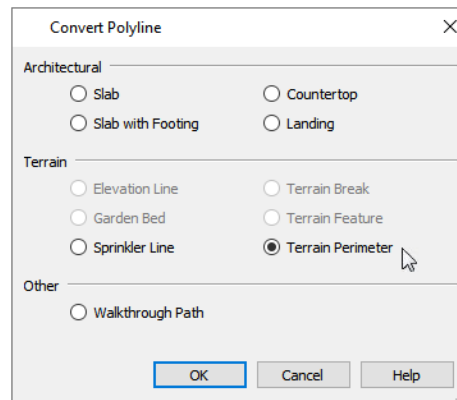 Convert Polyline
Architectural
Slab Countertop
Slab with Footing Landing
Terrain
Elevation Line Terrain Break
Garden Bed Terrain Feature
Sprinkler Line Terrain Perimeter
Other
Walkthrough Path
OK Cancel Help